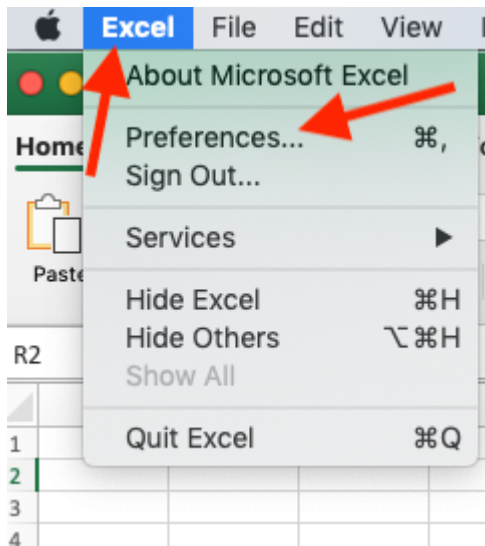 Excel File Edit View
About Microsoft Excel
Home
Preferences... ⌘,
Sign Out...
Services ▶
Paste
Hide Excel ⌘H
Hide Others ⌥⌘H
R2
Show All
1
Quit Excel ⌘Q
2
3
4